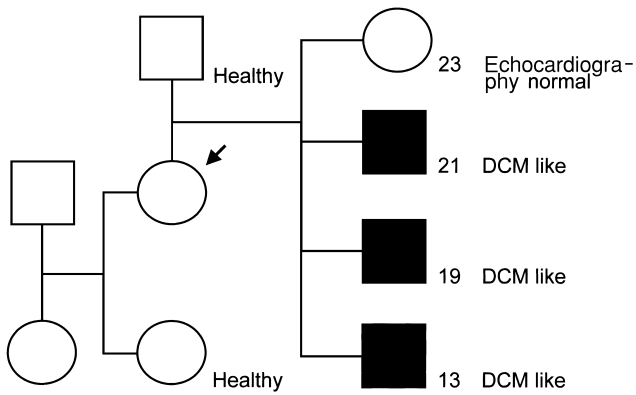 Healthy
23 Echocardiogra-
phy normal
21 DCM like
19 DCM like
Healthy
13 DCM like